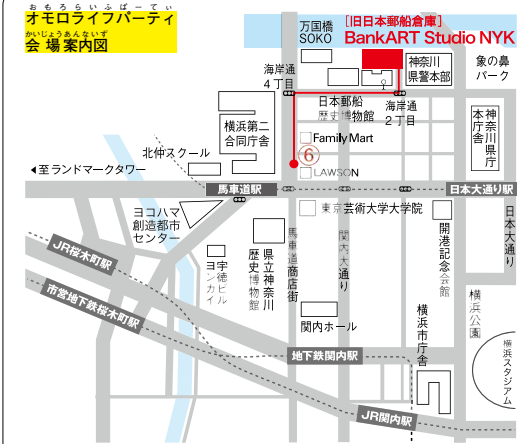 おもろらいふぱーてぃ
オモロライフパーティ
かいじょうあんないず
会場案内図
万国橋
SOKO
[旧日本郵船倉庫]
BankART Studio NYK
神奈川
県警本部
象の鼻
パーク
海岸通
4丁目
日本郵船
歴史博物館
海岸通
2丁目
横浜第二
合同庁舎
神奈川県庁
本庁舎
FamilyMart
⑥
北仲スクール
LAWSON
◀至ランドマークタワー
馬車道駅
日本大通り駅
ヨコハマ
創造都市
センター
東京芸術大学大学院
開港記念会館
日本大通り
JR桜木町駅
宇徳ビル
ヨンカイ
県立神奈川
歴史博物館
馬車道商店街
関内大通り
市営地下鉄桜木町駅
関内ホール
横浜市庁舎
横浜公園
横浜スタジアム
地下鉄関内駅
JR関内駅